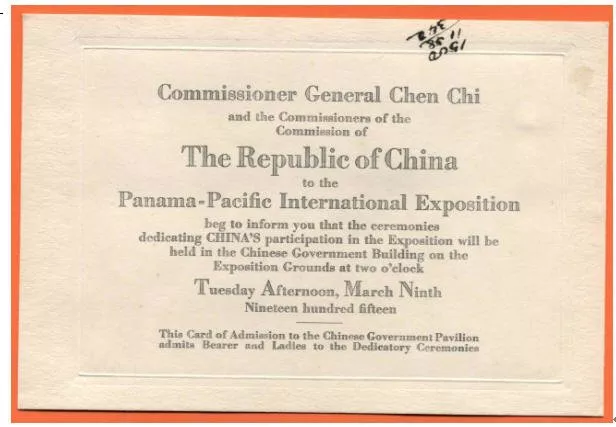 1500
1158
342
Commissioner General Chen Chi
and the Commissioners of the
Commission of
The Republic of China
to the
Panama-Pacific International Exposition
beg to inform you that the ceremonies
dedicating CHINA'S participation in the Exposition will be
held in the Chinese Government Building on the
Exposition Grounds at two o'clock
Tuesday Afternoon, March Ninth
Nineteen hundred fifteen
This Card of Admission to the Chinese Government Pavilion
admits Bearer and Ladies to the Dedicatory Ceremonies